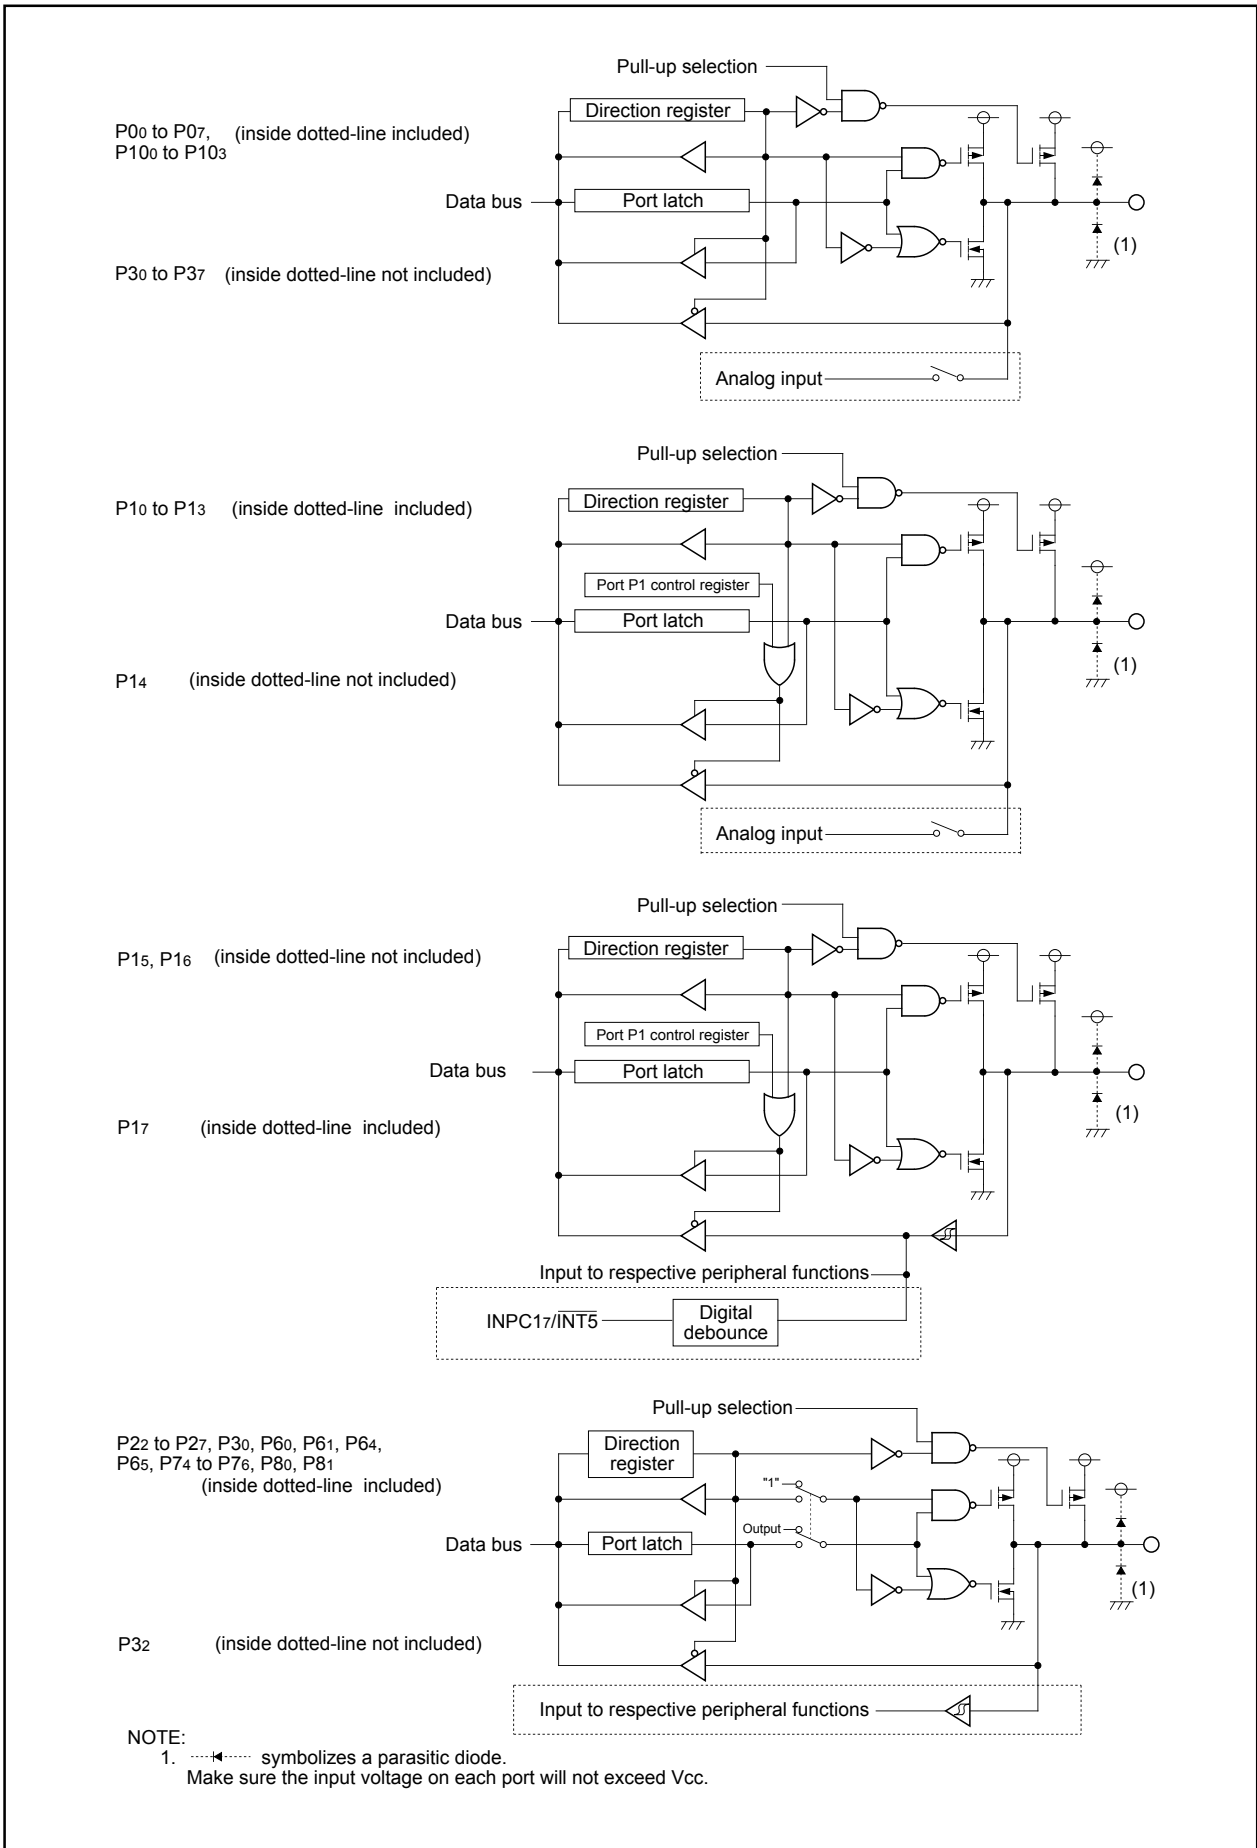 Pull-up selection
Direction register
P00 to P07, (inside dotted-line included)
P100 to P103
Data bus
Port latch
(1)
P30 to P37 (inside dotted-line not included)
Analog input
Pull-up selection
P10 to P13 (inside dotted-line included)
Direction register
Port P1 control register
Data bus
Port latch
(1)
P14 (inside dotted-line not included)
Analog input
Pull-up selection
P15, P16 (inside dotted-line not included)
Direction register
Port P1 control register
Data bus
Port latch
(1)
P17 (inside dotted-line included)
Input to respective peripheral functions
INPC17/INT5
Digital
debounce
Pull-up selection
P22 to P27, P30, P60, P61, P64,
P65, P74 to P76, P80, P81
(inside dotted-line included)
Direction
register
"1"
Output
Data bus
Port latch
(1)
P32 (inside dotted-line not included)
Input to respective peripheral functions
NOTE:
1. symbolizes a parasitic diode.
Make sure the input voltage on each port will not exceed Vcc.